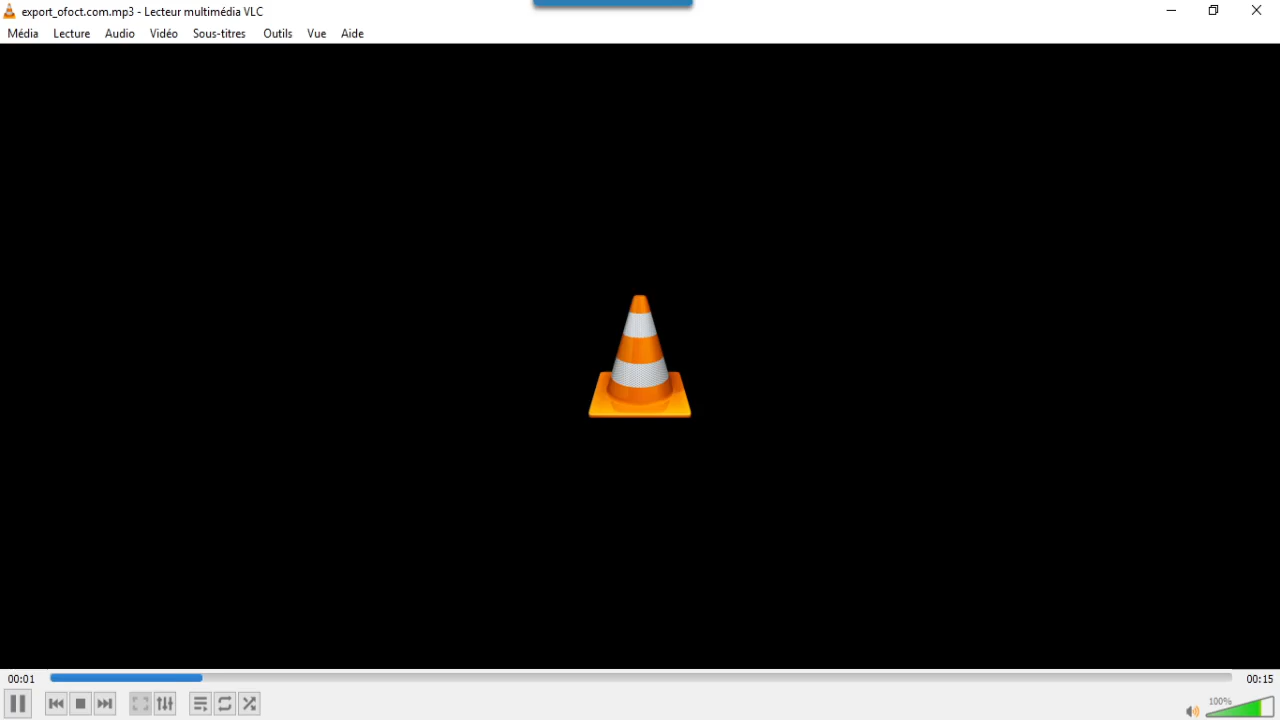 export_ofoct.com.mp3 - Lecteur multimédia VLC
Média Lecture Audio Vidéo Sous-titres Outils Vue Aide
00:01 00:15
100%